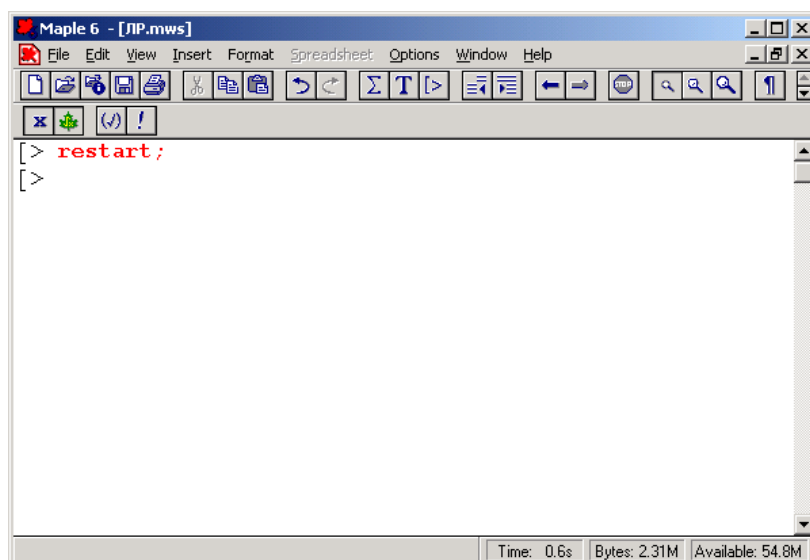 Maple 6 - [ЛР.mws]
File Edit View Insert Format Spreadsheet Options Window Help
Σ T [>
STOP
¶
x (√) !
[> restart;
[>
Time: 0.6s Bytes: 2.31M Available: 54.8M